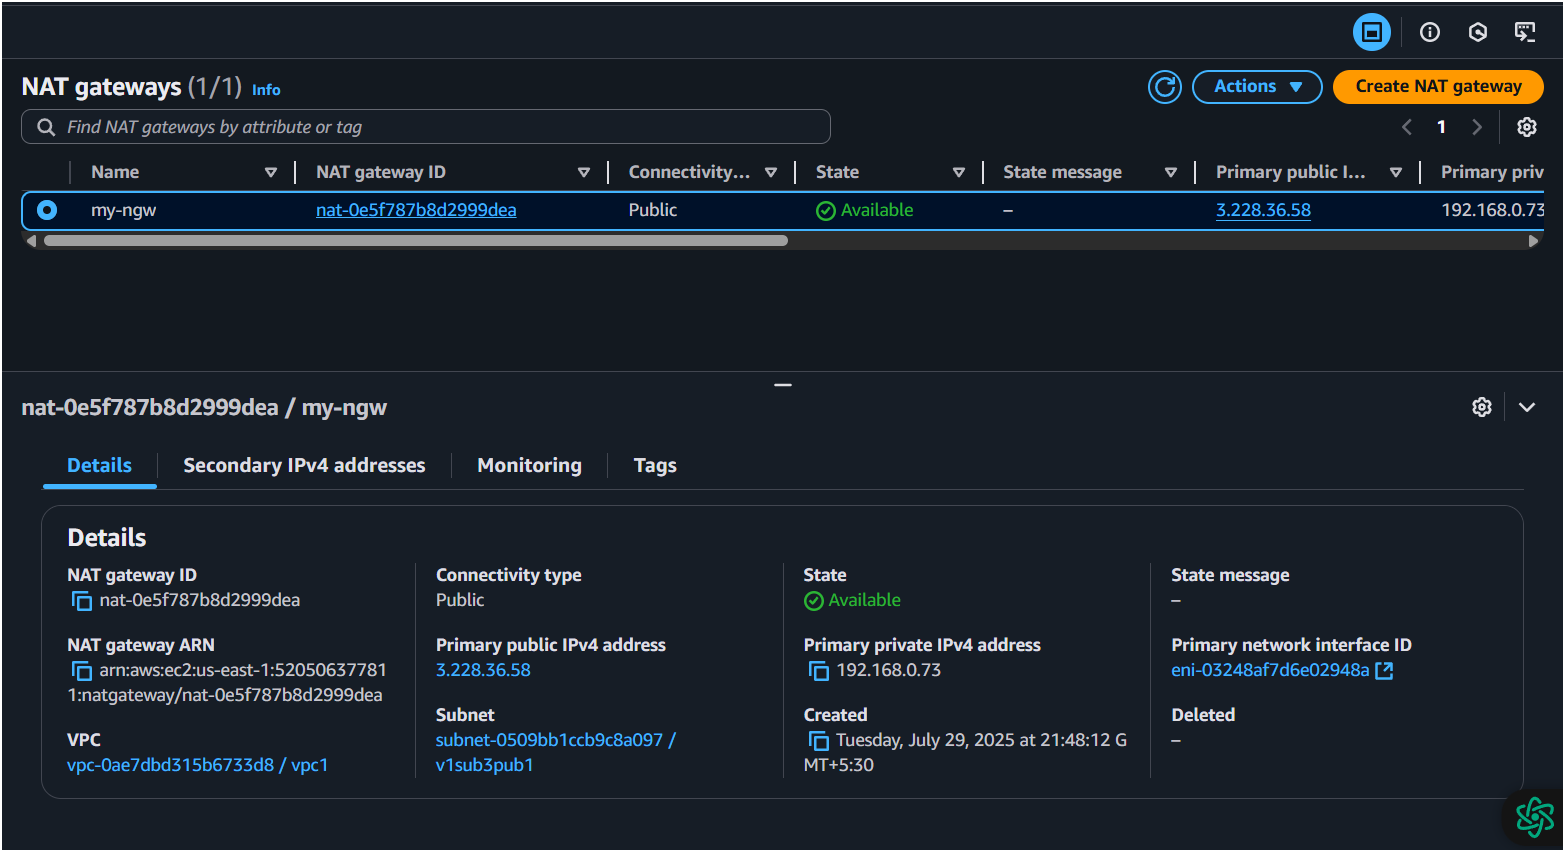 NAT gateways (1/1) Info
Actions
Create NAT gateway
Find NAT gateways by attribute or tag
1
Name NAT gateway ID Connectivity... State State message Primary public I... Primary priv
my-ngw nat-0e5f787b8d2999dea Public Available – 3.228.36.58 192.168.0.73
nat-0e5f787b8d2999dea / my-ngw
Details Secondary IPv4 addresses Monitoring Tags
Details
NAT gateway ID
nat-0e5f787b8d2999dea
NAT gateway ARN
arn:aws:ec2:us-east-1:52050637781
1:natgateway/nat-0e5f787b8d2999dea
VPC
vpc-0ae7dbd315b6733d8 / vpc1
Connectivity type
Public
Primary public IPv4 address
3.228.36.58
Subnet
subnet-0509bb1ccb9c8a097 /
v1sub3pub1
State
Available
Primary private IPv4 address
192.168.0.73
Created
Tuesday, July 29, 2025 at 21:48:12 G
MT+5:30
State message
–
Primary network interface ID
eni-03248af7d6e02948a
Deleted
–